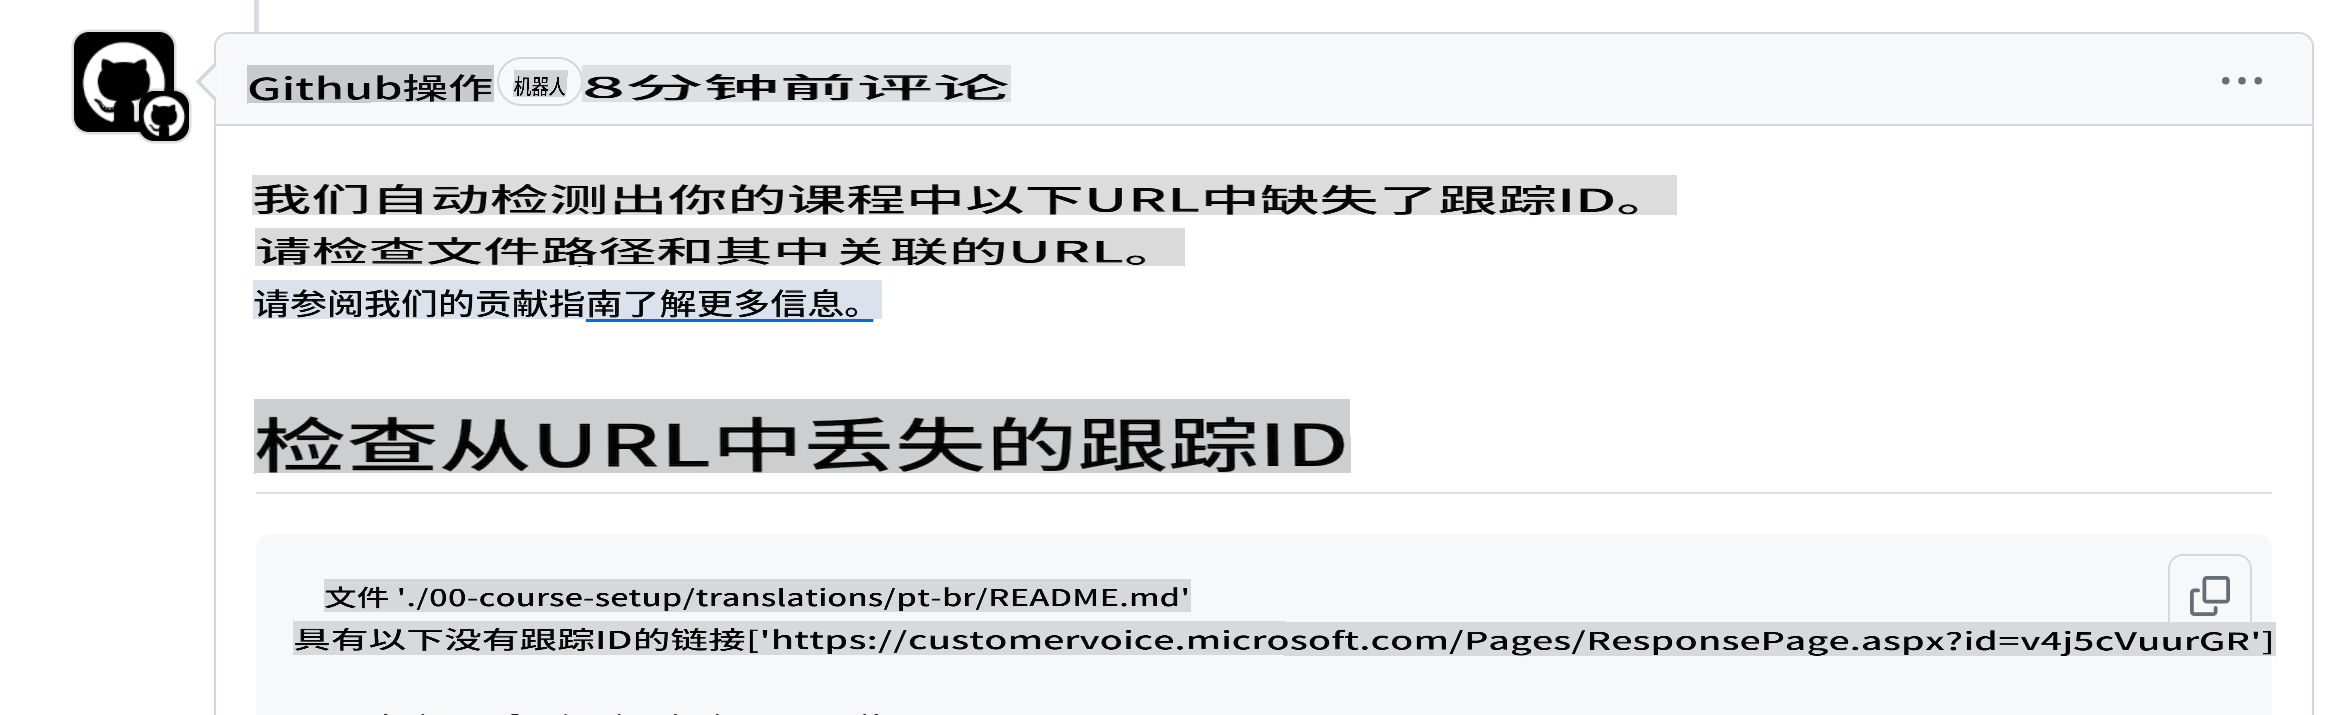 Github操作 机器人 8分钟前评论
我们自动检测出你的课程中以下URL中缺失了跟踪ID。
请检查文件路径和其中关联的URL。
请参阅我们的贡献指南了解更多信息。
检查从URL中丢失的跟踪ID
文件 './00-course-setup/translations/pt-br/README.md'
具有以下没有跟踪ID的链接['https://customervoice.microsoft.com/Pages/ResponsePage.aspx?id=v4j5cVuurGR']